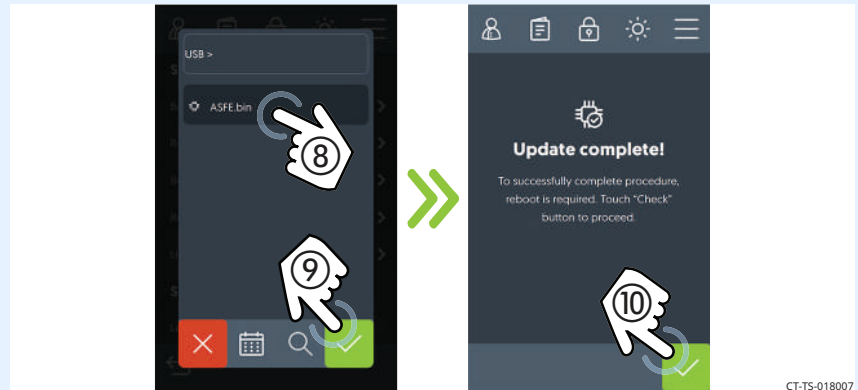 USB >
ASFE.bin
8
9
Update complete!
To successfully complete procedure,
reboot is required. Touch "Check"
button to proceed.
10
CT-TS-018007